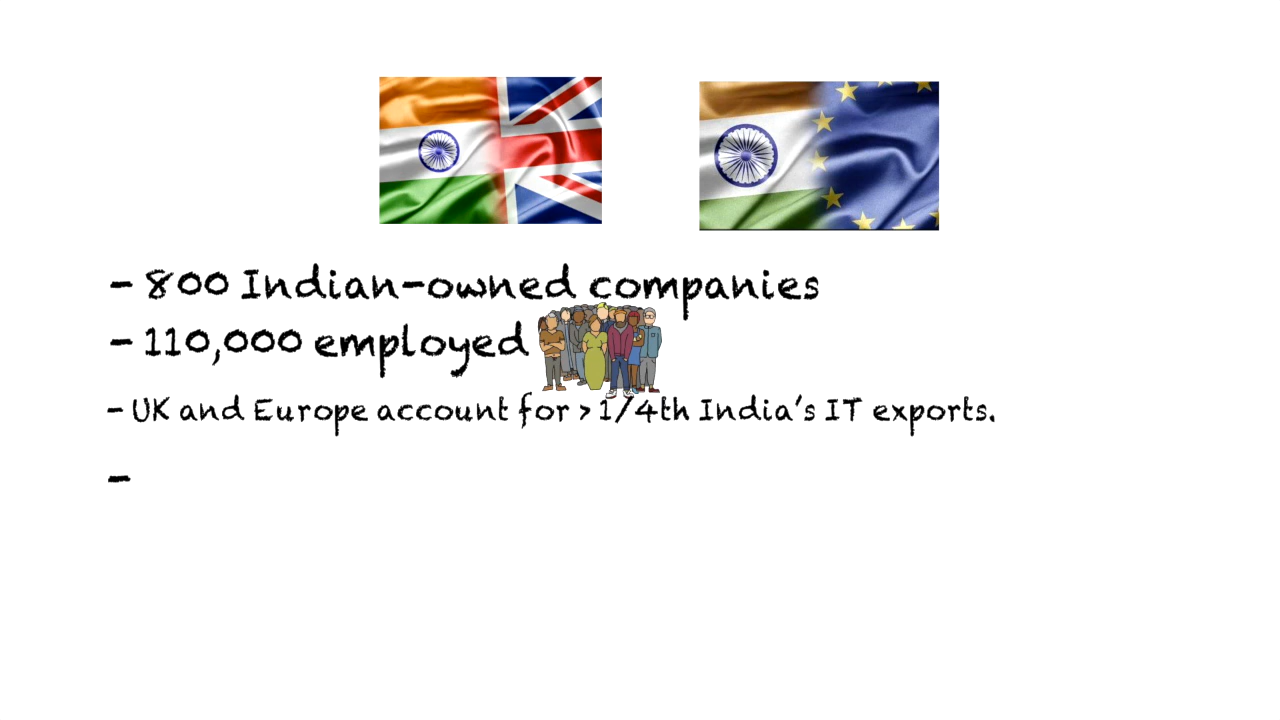 - 800 Indian-owned companies
- 110,000 employed
- UK and Europe account for > 1/4th India's IT exports.
-